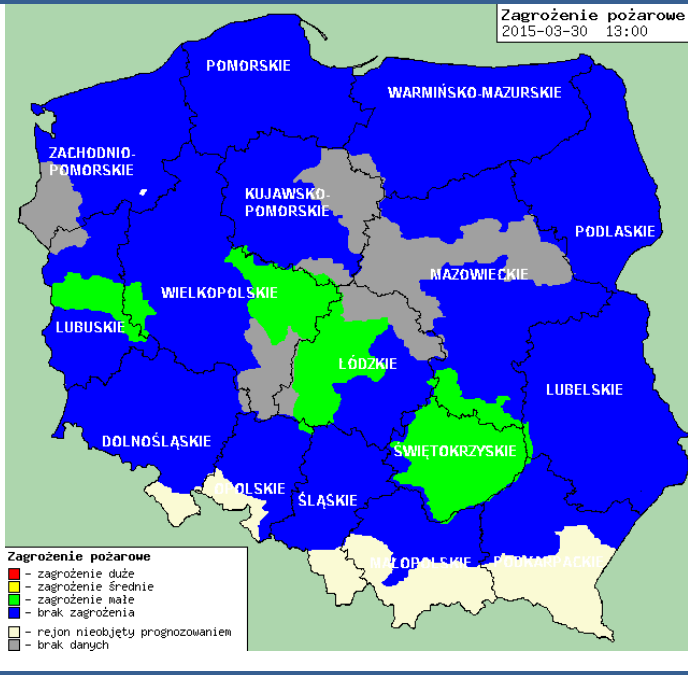 Zagrożenie pożarowe
2015-03-30 13:00
POMORSKIE
WARMIŃSKO-MAZURSKIE
ZACHODNIO-
POMORSKIE
KUJAWSKO-
POMORSKIE
PODLASKIE
MAZOWIECKIE
WIELKOPOLSKIE
LUBUSKIE
ŁÓDZKIE
LUBELSKIE
DOLNOŚLĄSKIE
ŚWIĘTOKRZYSKIE
OPOLSKIE
ŚLĄSKIE
MAŁOPOLSKIE
PODKARPACKIE
Zagrożenie pożarowe
- zagrożenie duże
- zagrożenie średnie
- zagrożenie małe
- brak zagrożenia
- rejon nieobjęty prognozowaniem
- brak danych